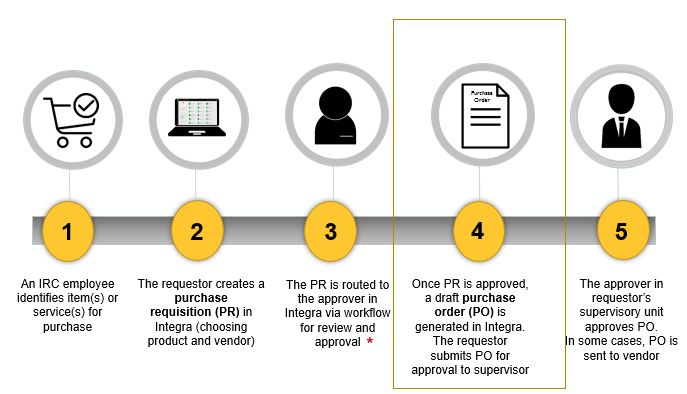 Purchase
Order
1
2
3
4
5
An IRC employee
identifies item(s) or
service(s) for
purchase
The requestor creates a
purchase
requisition (PR) in
Integra (choosing
product and vendor)
The PR is routed to
the approver in
Integra via workflow
for review and
approval *
Once PR is approved,
a draft purchase
order (PO) is
generated in Integra.
The requestor
submits PO for
approval to supervisor
The approver in
requestor's
supervisory unit
approves PO.
In some cases, PO is
sent to vendor